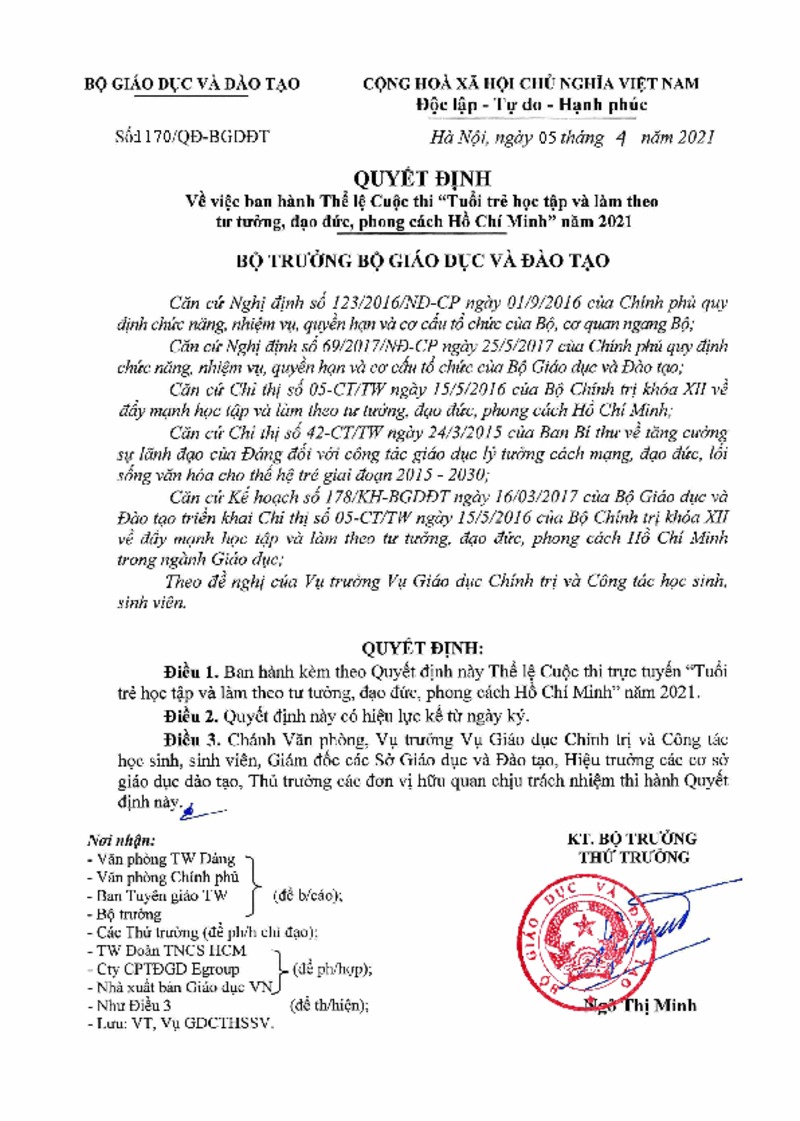 BỘ GIÁO DỤC VÀ ĐÀO TẠO
CỘNG HOÀ XÃ HỘI CHỦ NGHĨA VIỆT NAM
Độc lập - Tự do - Hạnh phúc
Số:1170/QĐ-BGDĐT
Hà Nội, ngày 05 tháng 4 năm 2021
QUYẾT ĐỊNH
Về việc ban hành Thể lệ Cuộc thi “Tuổi trẻ học tập và làm theo
tư tưởng, đạo đức, phong cách Hồ Chí Minh” năm 2021
BỘ TRƯỞNG BỘ GIÁO DỤC VÀ ĐÀO TẠO
Căn cứ Nghị định số 123/2016/NĐ-CP ngày 01/9/2016 của Chính phủ quy
định chức năng, nhiệm vụ, quyền hạn và cơ cấu tổ chức của Bộ, cơ quan ngang Bộ;
Căn cứ Nghị định số 69/2017/NĐ-CP ngày 25/5/2017 của Chính phủ quy định
chức năng, nhiệm vụ, quyền hạn và cơ cấu tổ chức của Bộ Giáo dục và Đào tạo;
Căn cứ Chỉ thị số 05-CT/TW ngày 15/5/2016 của Bộ Chính trị khóa XII về
đẩy mạnh học tập và làm theo tư tưởng, đạo đức, phong cách Hồ Chí Minh;
Căn cứ Chỉ thị số 42-CT/TW ngày 24/3/2015 của Ban Bí thư về tăng cường
sự lãnh đạo của Đảng đối với công tác giáo dục lý tưởng cách mạng, đạo đức, lối
sống văn hóa cho thế hệ trẻ giai đoạn 2015 - 2030;
Căn cứ Kế hoạch số 178/KH-BGDĐT ngày 16/03/2017 của Bộ Giáo dục và
Đào tạo triển khai Chỉ thị số 05-CT/TW ngày 15/5/2016 của Bộ Chính trị khóa XII
về đẩy mạnh học tập và làm theo tư tưởng, đạo đức, phong cách Hồ Chí Minh
trong ngành Giáo dục;
Theo đề nghị của Vụ trưởng Vụ Giáo dục Chính trị và Công tác học sinh,
sinh viên.
QUYẾT ĐỊNH:
Điều 1. Ban hành kèm theo Quyết định này Thể lệ Cuộc thi trực tuyến “Tuổi
trẻ học tập và làm theo tư tưởng, đạo đức, phong cách Hồ Chí Minh” năm 2021.
Điều 2. Quyết định này có hiệu lực kể từ ngày ký.
Điều 3. Chánh Văn phòng, Vụ trưởng Vụ Giáo dục Chính trị và Công tác
học sinh, sinh viên, Giám đốc các Sở Giáo dục và Đào tạo, Hiệu trưởng các cơ sở
giáo dục đào tạo, Thủ trưởng các đơn vị hữu quan chịu trách nhiệm thi hành Quyết
định này.
Nơi nhận:
- Văn phòng TW Đảng
- Văn phòng Chính phủ
- Ban Tuyên giáo TW (để b/cáo);
- Bộ trưởng
- Các Thứ trưởng (để ph/h chỉ đạo);
- TW Đoàn TNCS HCM
- Cty CPTĐGD Egroup (để ph/hợp);
- Nhà xuất bản Giáo dục VN
- Như Điều 3 (để th/hiện);
- Lưu: VT, Vụ GDCTHSSV.
KT. BỘ TRƯỞNG
THỨ TRƯỞNG
BỘ GIÁO DỤC VÀ ĐÀO TẠO
Ngô Thị Minh